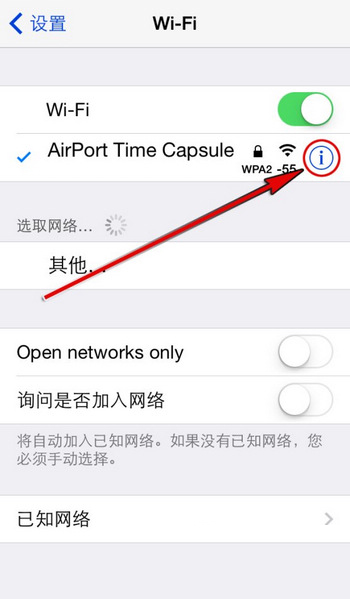 设置
Wi-Fi
Wi-Fi
AirPort Time Capsule
WPA2 -55
选取网络...
其他...
Open networks only
询问是否加入网络
将自动加入已知网络。如果没有已知网络，您
必须手动选择。
已知网络